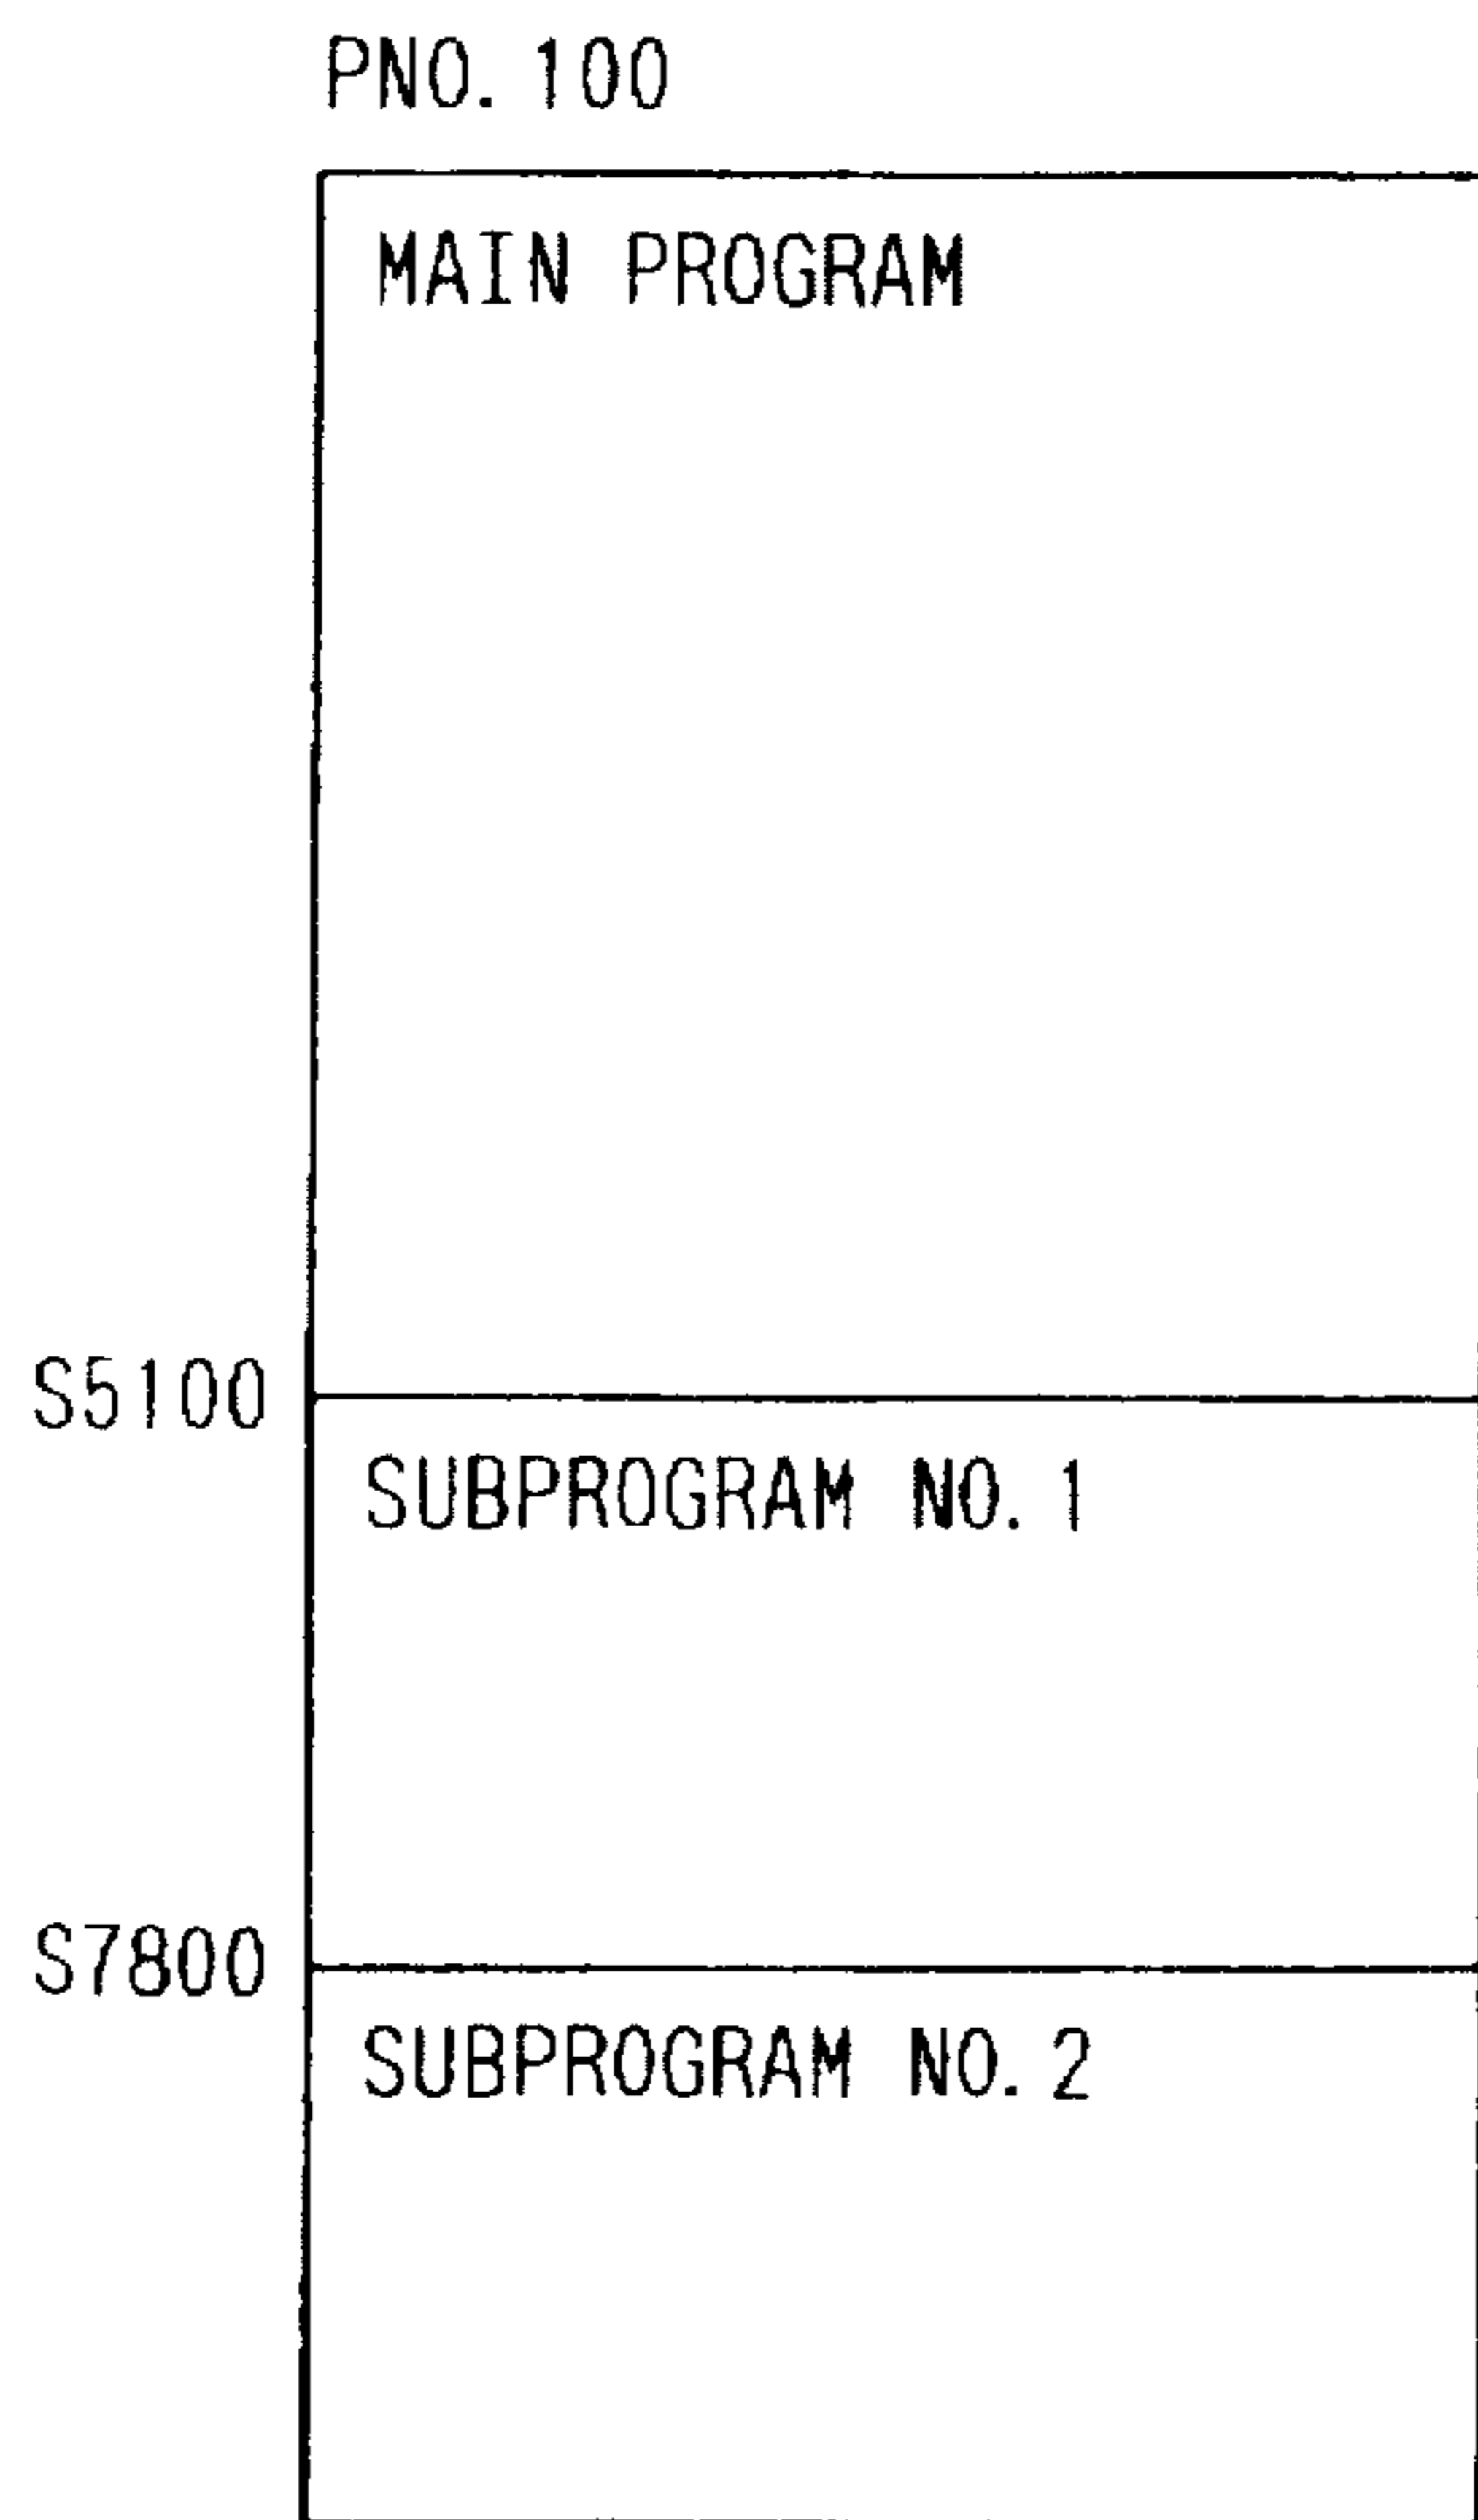 PNO. 100
MAIN PROGRAM
S5100
SUBPROGRAM NO. 1
S7800
SUBPROGRAM NO. 2